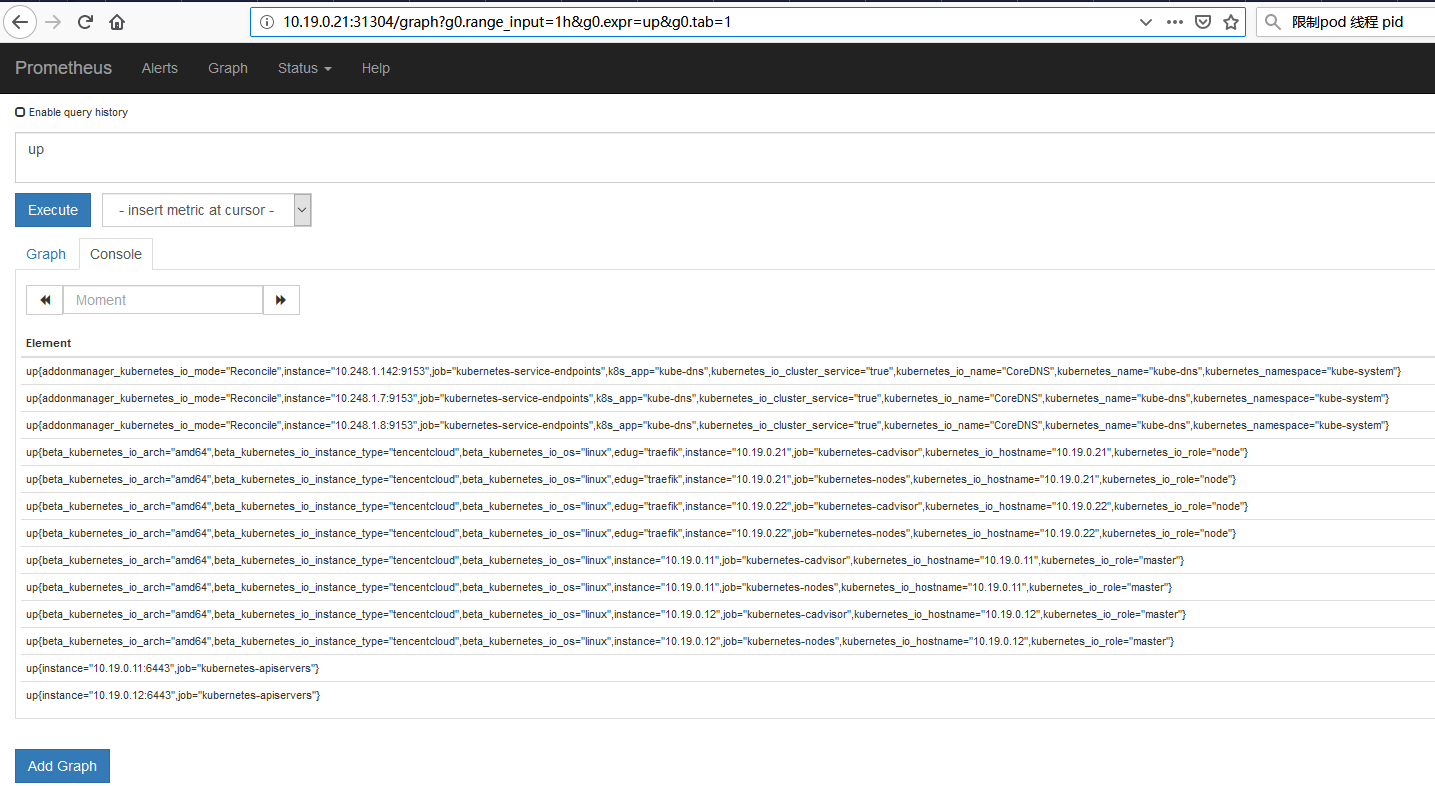 10.19.0.21:31304/graph?g0.range_input=1h&g0.expr=up&g0.tab=1
限制pod 线程 pid
Prometheus Alerts Graph Status Help
Enable query history
up
Execute - insert metric at cursor -
Graph Console
Moment
Element
up{addonmanager_kubernetes_io_mode="Reconcile",instance="10.248.1.142:9153",job="kubernetes-service-endpoints",k8s_app="kube-dns",kubernetes_io_cluster_service="true",kubernetes_io_name="CoreDNS",kubernetes_name="kube-dns",kubernetes_namespace="kube-system"}
up{addonmanager_kubernetes_io_mode="Reconcile",instance="10.248.1.7:9153",job="kubernetes-service-endpoints",k8s_app="kube-dns",kubernetes_io_cluster_service="true",kubernetes_io_name="CoreDNS",kubernetes_name="kube-dns",kubernetes_namespace="kube-system"}
up{addonmanager_kubernetes_io_mode="Reconcile",instance="10.248.1.8:9153",job="kubernetes-service-endpoints",k8s_app="kube-dns",kubernetes_io_cluster_service="true",kubernetes_io_name="CoreDNS",kubernetes_name="kube-dns",kubernetes_namespace="kube-system"}
up{beta_kubernetes_io_arch="amd64",beta_kubernetes_io_instance_type="tencentcloud",beta_kubernetes_io_os="linux",edug="traefik",instance="10.19.0.21",job="kubernetes-cadvisor",kubernetes_io_hostname="10.19.0.21",kubernetes_io_role="node"}
up{beta_kubernetes_io_arch="amd64",beta_kubernetes_io_instance_type="tencentcloud",beta_kubernetes_io_os="linux",edug="traefik",instance="10.19.0.21",job="kubernetes-nodes",kubernetes_io_hostname="10.19.0.21",kubernetes_io_role="node"}
up{beta_kubernetes_io_arch="amd64",beta_kubernetes_io_instance_type="tencentcloud",beta_kubernetes_io_os="linux",edug="traefik",instance="10.19.0.22",job="kubernetes-cadvisor",kubernetes_io_hostname="10.19.0.22",kubernetes_io_role="node"}
up{beta_kubernetes_io_arch="amd64",beta_kubernetes_io_instance_type="tencentcloud",beta_kubernetes_io_os="linux",edug="traefik",instance="10.19.0.22",job="kubernetes-nodes",kubernetes_io_hostname="10.19.0.22",kubernetes_io_role="node"}
up{beta_kubernetes_io_arch="amd64",beta_kubernetes_io_instance_type="tencentcloud",beta_kubernetes_io_os="linux",instance="10.19.0.11",job="kubernetes-cadvisor",kubernetes_io_hostname="10.19.0.11",kubernetes_io_role="master"}
up{beta_kubernetes_io_arch="amd64",beta_kubernetes_io_instance_type="tencentcloud",beta_kubernetes_io_os="linux",instance="10.19.0.11",job="kubernetes-nodes",kubernetes_io_hostname="10.19.0.11",kubernetes_io_role="master"}
up{beta_kubernetes_io_arch="amd64",beta_kubernetes_io_instance_type="tencentcloud",beta_kubernetes_io_os="linux",instance="10.19.0.12",job="kubernetes-cadvisor",kubernetes_io_hostname="10.19.0.12",kubernetes_io_role="master"}
up{beta_kubernetes_io_arch="amd64",beta_kubernetes_io_instance_type="tencentcloud",beta_kubernetes_io_os="linux",instance="10.19.0.12",job="kubernetes-nodes",kubernetes_io_hostname="10.19.0.12",kubernetes_io_role="master"}
up{instance="10.19.0.11:6443",job="kubernetes-apiservers"}
up{instance="10.19.0.12:6443",job="kubernetes-apiservers"}
Add Graph